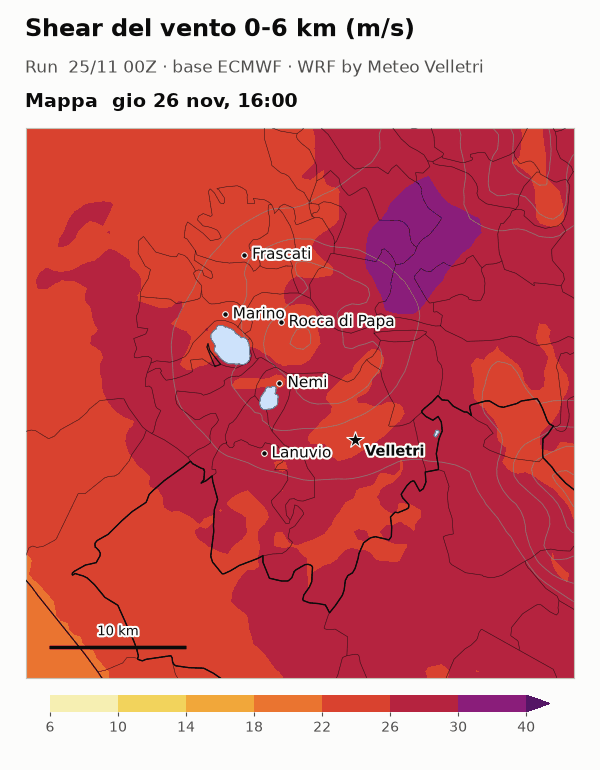 Shear del vento 0-6 km (m/s)
Run  25/11 00Z · base ECMWF · WRF by Meteo Velletri
Mappa  gio 26 nov, 16:00
Frascati
Marino
Rocca di Papa
Nemi
Velletri
Lanuvio
10 km
6 10 14 18 22 26 30 40